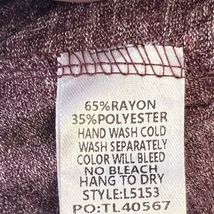 65%RAYON
35%POLYESTER
HAND WASH COLD
WASH SEPARATELY
COLOR WILL BLEED
NO BLEACH
HANG TO DRY
STYLE:L5153
PO:TL40567